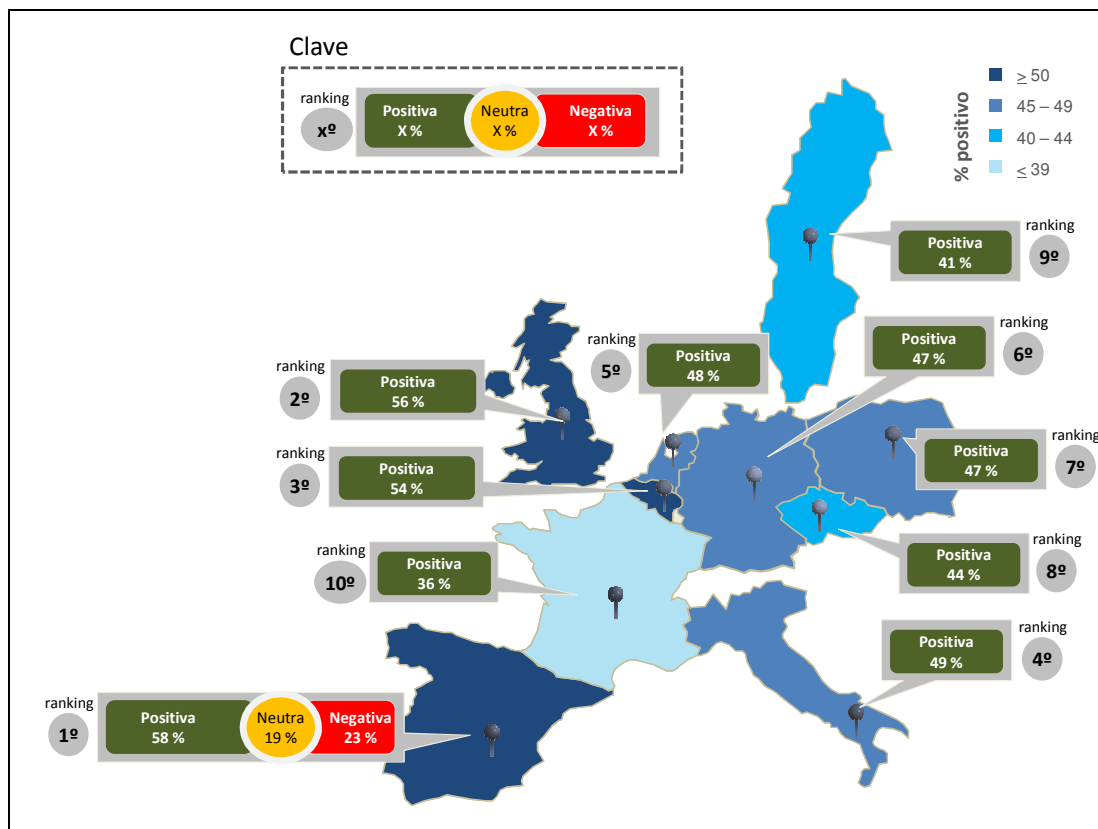 Clave
ranking
xº
Positiva
X %
Neutra
X %
Negativa
X %
% positivo
≥ 50
45 – 49
40 – 44
≤ 39
ranking
9º
Positiva
41 %
ranking
6º
Positiva
47 %
ranking
5º
Positiva
48 %
ranking
2º
Positiva
56 %
ranking
7º
Positiva
47 %
ranking
3º
Positiva
54 %
ranking
8º
Positiva
44 %
ranking
10º
Positiva
36 %
ranking
4º
Positiva
49 %
ranking
1º
Positiva
58 %
Neutra
19 %
Negativa
23 %